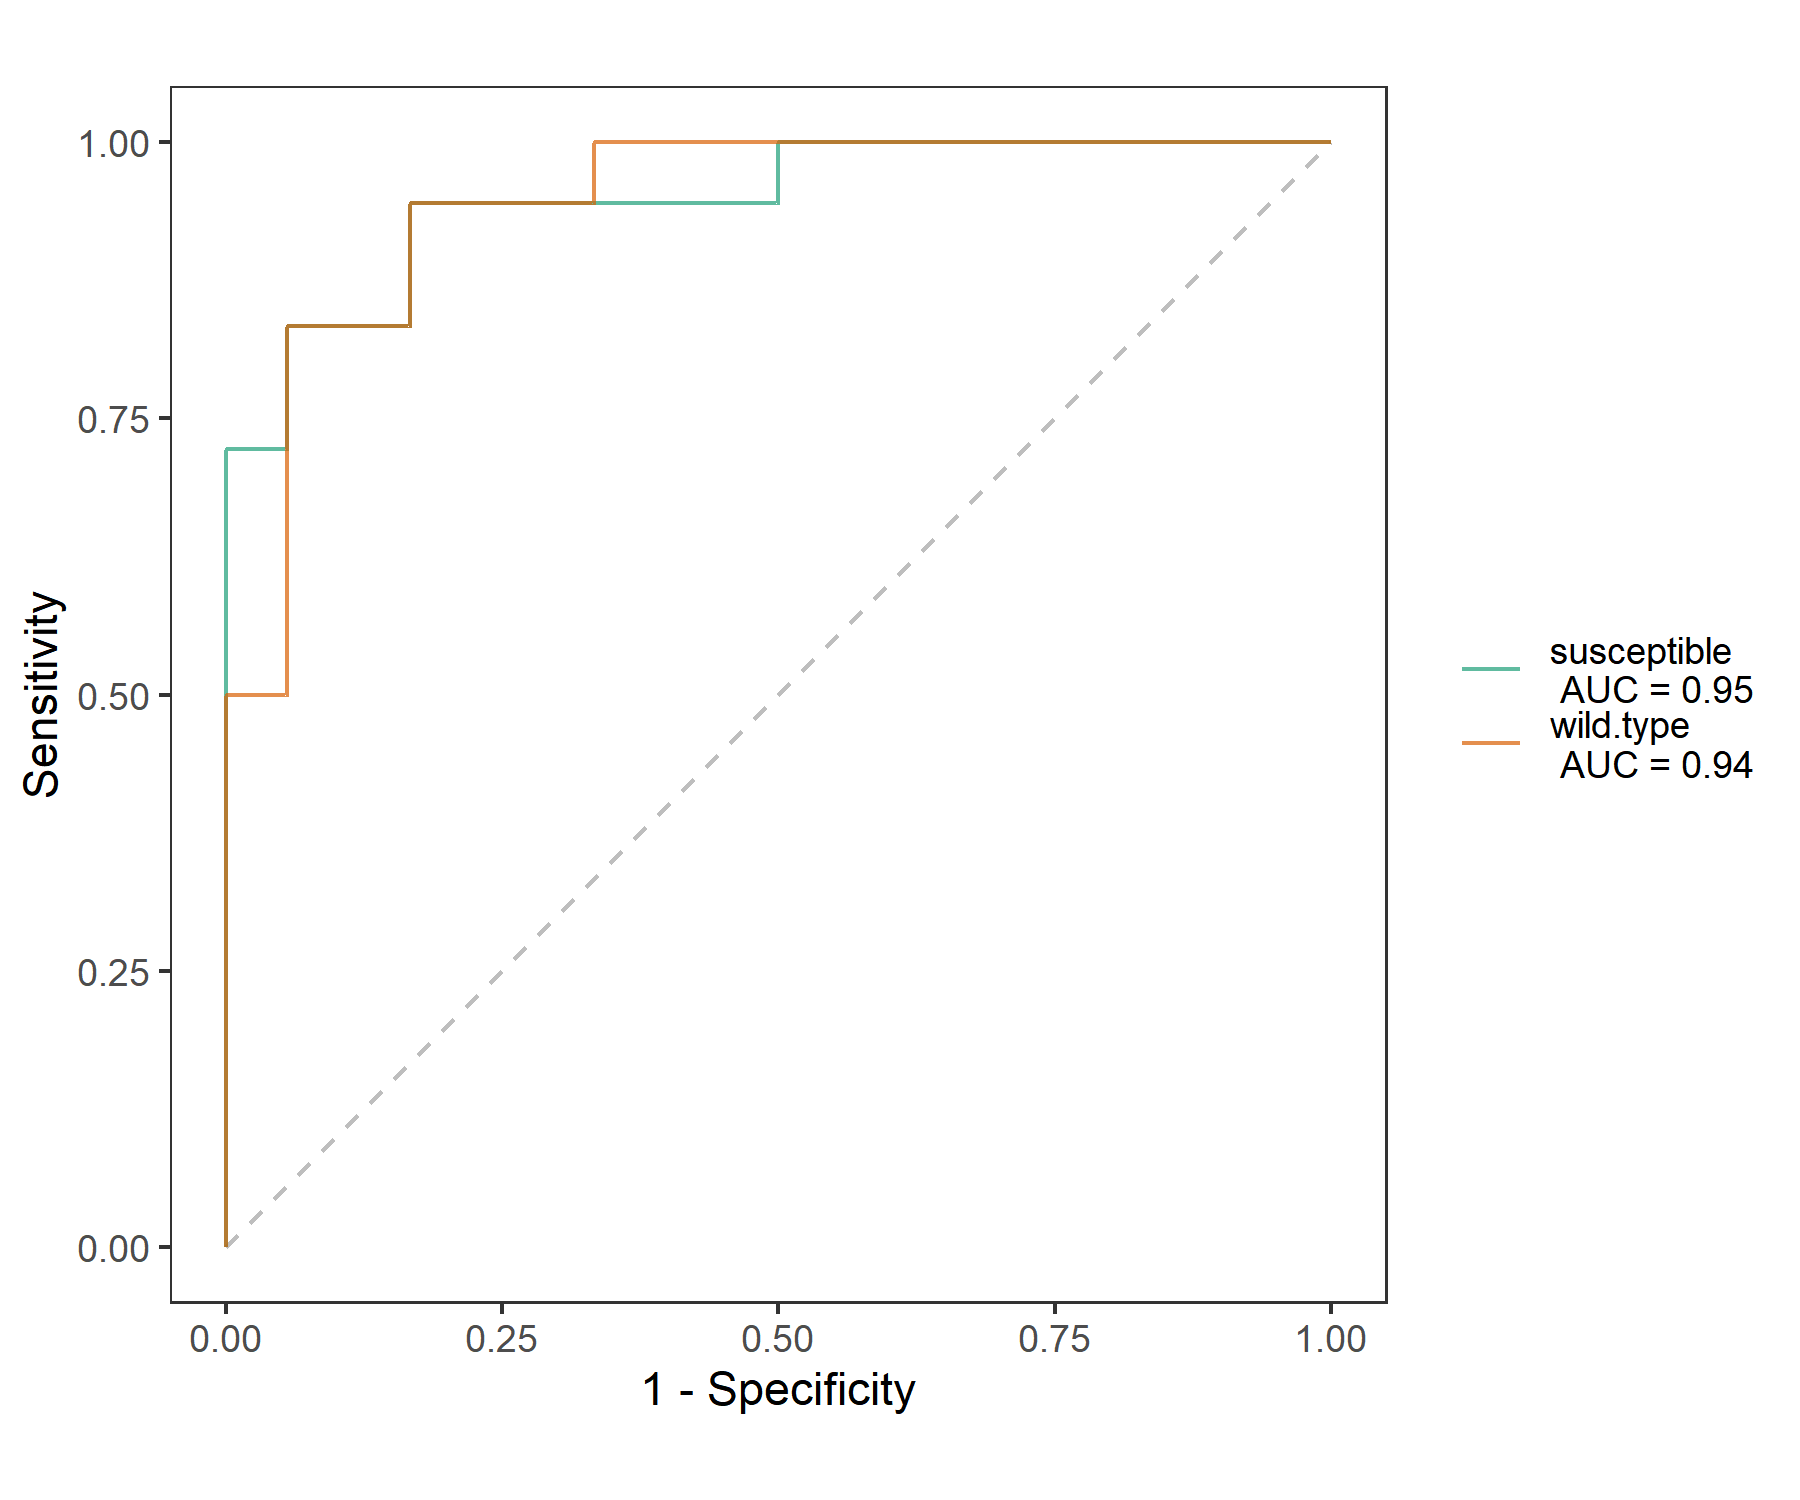 1.00
0.75
0.50
0.25
0.00
Sensitivity
0.00 0.25 0.50 0.75 1.00
1 - Specificity
susceptible
AUC = 0.95
wild.type
AUC = 0.94